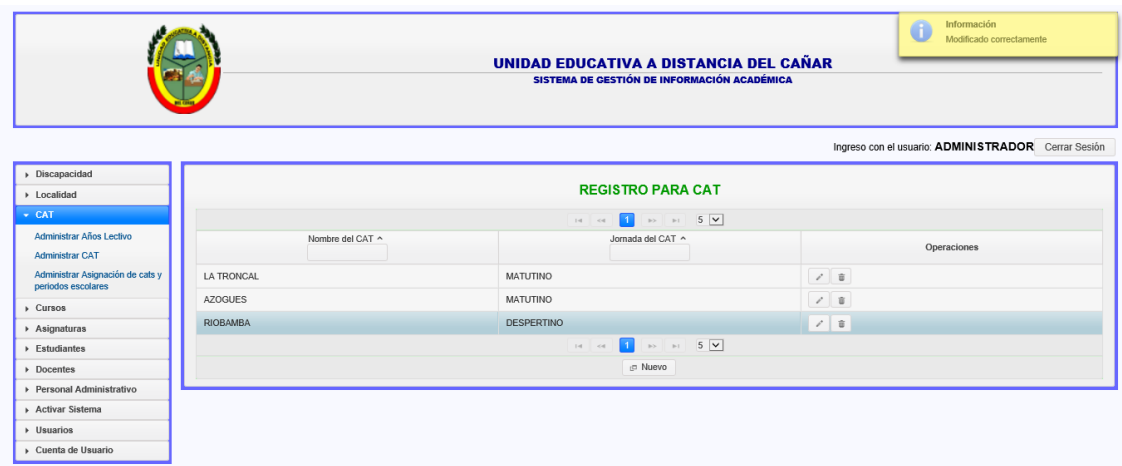 Información
Modificado correctamente
UNIDAD EDUCATIVA A DISTANCIA DEL CAÑAR
SISTEMA DE GESTIÓN DE INFORMACIÓN ACADÉMICA
Ingreso con el usuario: ADMINISTRADOR Cerrar Sesión
Discapacidad
Localidad
CAT
Administrar Años Lectivo
Administrar CAT
Administrar Asignación de cats y
periodos escolares
Cursos
Asignaturas
Estudiantes
Docentes
Personal Administrativo
Activar Sistema
Usuarios
Cuenta de Usuario
REGISTRO PARA CAT
1 5
Nombre del CAT Jornada del CAT Operaciones
LA TRONCAL MATUTINO
AZOGUES MATUTINO
RIOBAMBA DESPERTINO
1 5
Nuevo